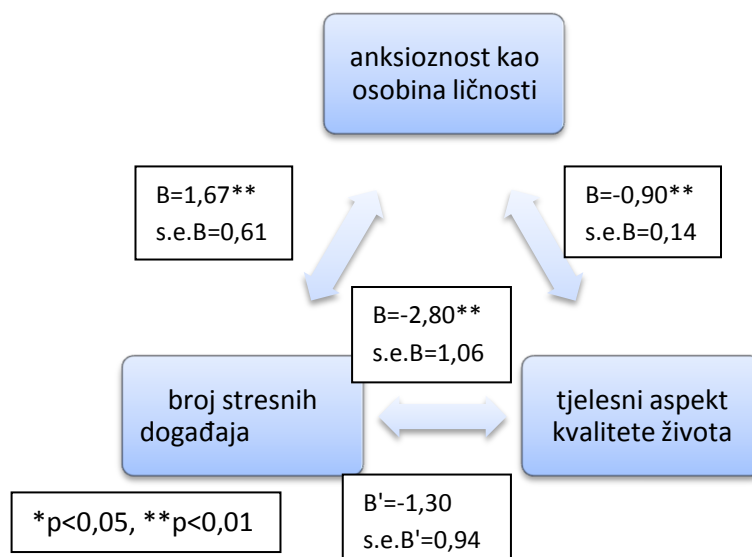 anksioznost kao
osobina ličnosti
B=1,67**
s.e.B=0,61
B=-0,90**
s.e.B=0,14
B=-2,80**
s.e.B=1,06
broj stresnih
događaja
tjelesni aspekt
kvalitete života
B'=-1,30
s.e.B'=0,94
*p<0,05, **p<0,01